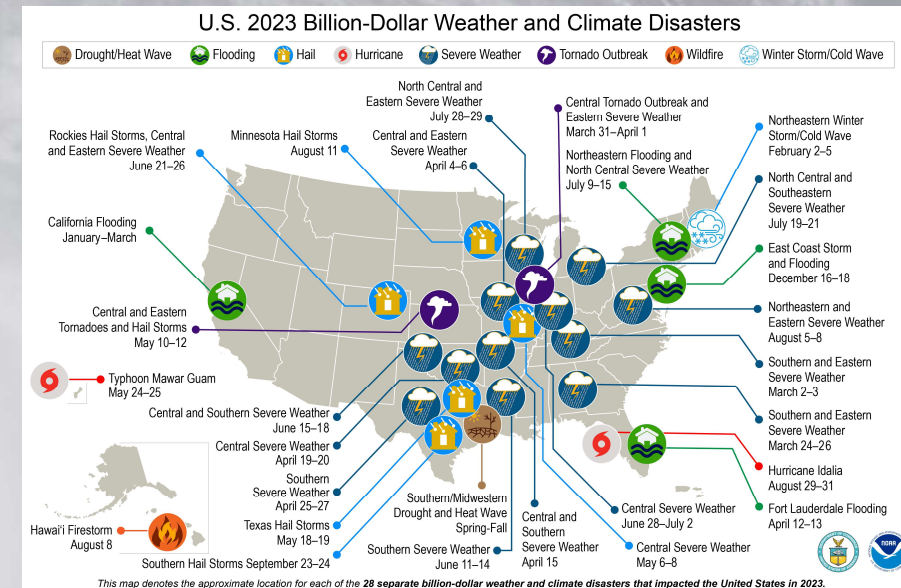 U.S. 2023 Billion-Dollar Weather and Climate Disasters
Drought/Heat Wave
Flooding
Hail
Hurricane
Severe Weather
Tornado Outbreak
Wildfire
Winter Storm/Cold Wave
North Central and
Eastern Severe Weather
July 28–29
Central Tornado Outbreak and
Eastern Severe Weather
March 31–April 1
Northeastern Winter
Storm/Cold Wave
February 2–5
Rockies Hail Storms, Central
and Eastern Severe Weather
June 21–26
Minnesota Hail Storms
August 11
Central and Eastern
Severe Weather
April 4–6
Northeastern Flooding and
North Central Severe Weather
July 9–15
North Central and
Southeastern
Severe Weather
July 19–21
California Flooding
January–March
East Coast Storm
and Flooding
December 16–18
Central and Eastern
Tornadoes and Hail Storms
May 10–12
Northeastern and
Eastern Severe Weather
August 5–8
Typhoon Mawar Guam
May 24–25
Southern and Eastern
Severe Weather
March 2–3
Central and Southern Severe Weather
June 15–18
Southern and Eastern
Severe Weather
March 24–26
Central Severe Weather
April 19–20
Southern
Severe Weather
April 25–27
Hurricane Idalia
August 29–31
Texas Hail Storms
May 18–19
Southern/Midwestern
Drought and Heat Wave
Spring-Fall
Fort Lauderdale Flooding
April 12–13
Hawai‘i Firestorm
August 8
Southern Hail Storms September 23–24
Southern Severe Weather
June 11–14
Central and
Southern
Severe Weather
April 15
Central Severe Weather
June 28–July 2
Central Severe Weather
May 6–8
NOAA
This map denotes the approximate location for each of the 28 separate billion-dollar weather and climate disasters that impacted the United States in 2023.